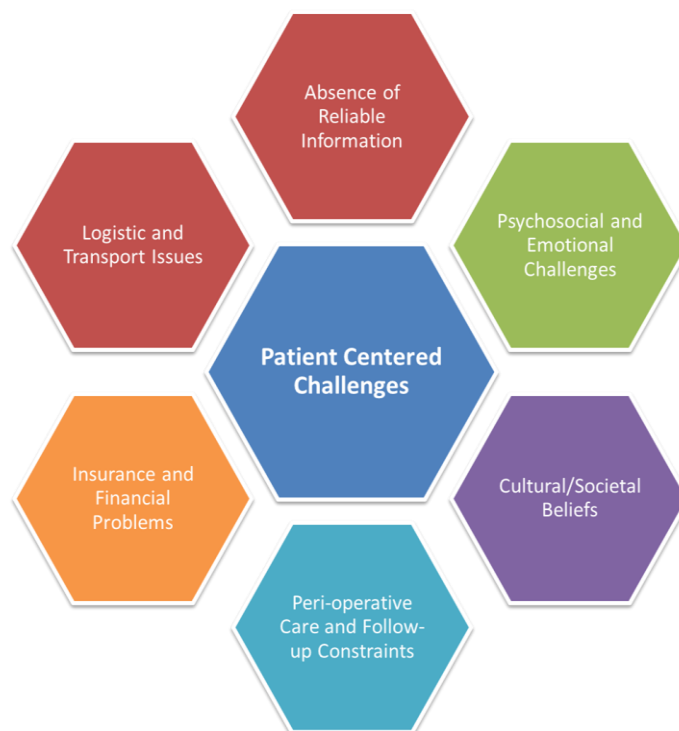 Absence of
Reliable
Information
Logistic and
Transport Issues
Psychosocial and
Emotional
Challenges
Patient Centered
Challenges
Insurance and
Financial
Problems
Cultural/Societal
Beliefs
Peri-operative
Care and Follow-
up Constraints